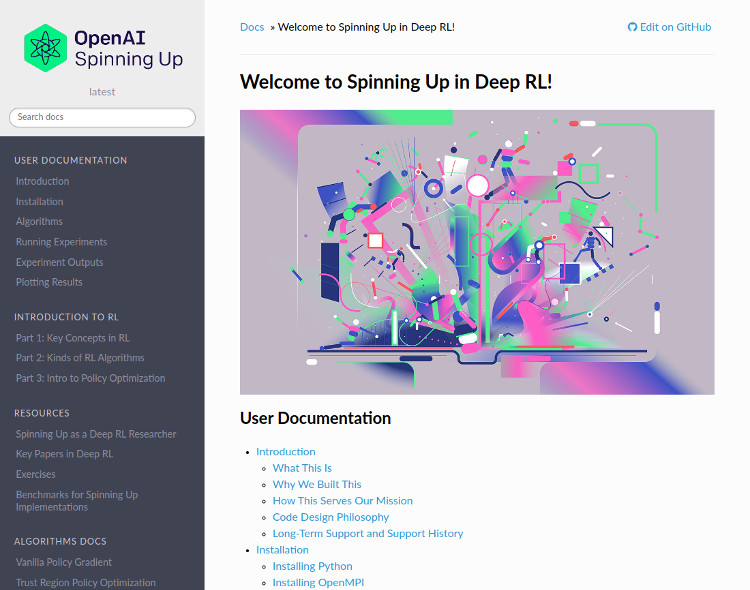 OpenAI
Spinning Up
latest
Search docs
USER DOCUMENTATION
Introduction
Installation
Algorithms
Running Experiments
Experiment Outputs
Plotting Results
INTRODUCTION TO RL
Part 1: Key Concepts in RL
Part 2: Kinds of RL Algorithms
Part 3: Intro to Policy Optimization
RESOURCES
Spinning Up as a Deep RL Researcher
Key Papers in Deep RL
Exercises
Benchmarks for Spinning Up
Implementations
ALGORITHMS DOCS
Vanilla Policy Gradient
Trust Region Policy Optimization
Docs » Welcome to Spinning Up in Deep RL!
Edit on GitHub
Welcome to Spinning Up in Deep RL!
User Documentation
Introduction
What This Is
Why We Built This
How This Serves Our Mission
Code Design Philosophy
Long-Term Support and Support History
Installation
Installing Python
Installing OpenMPI